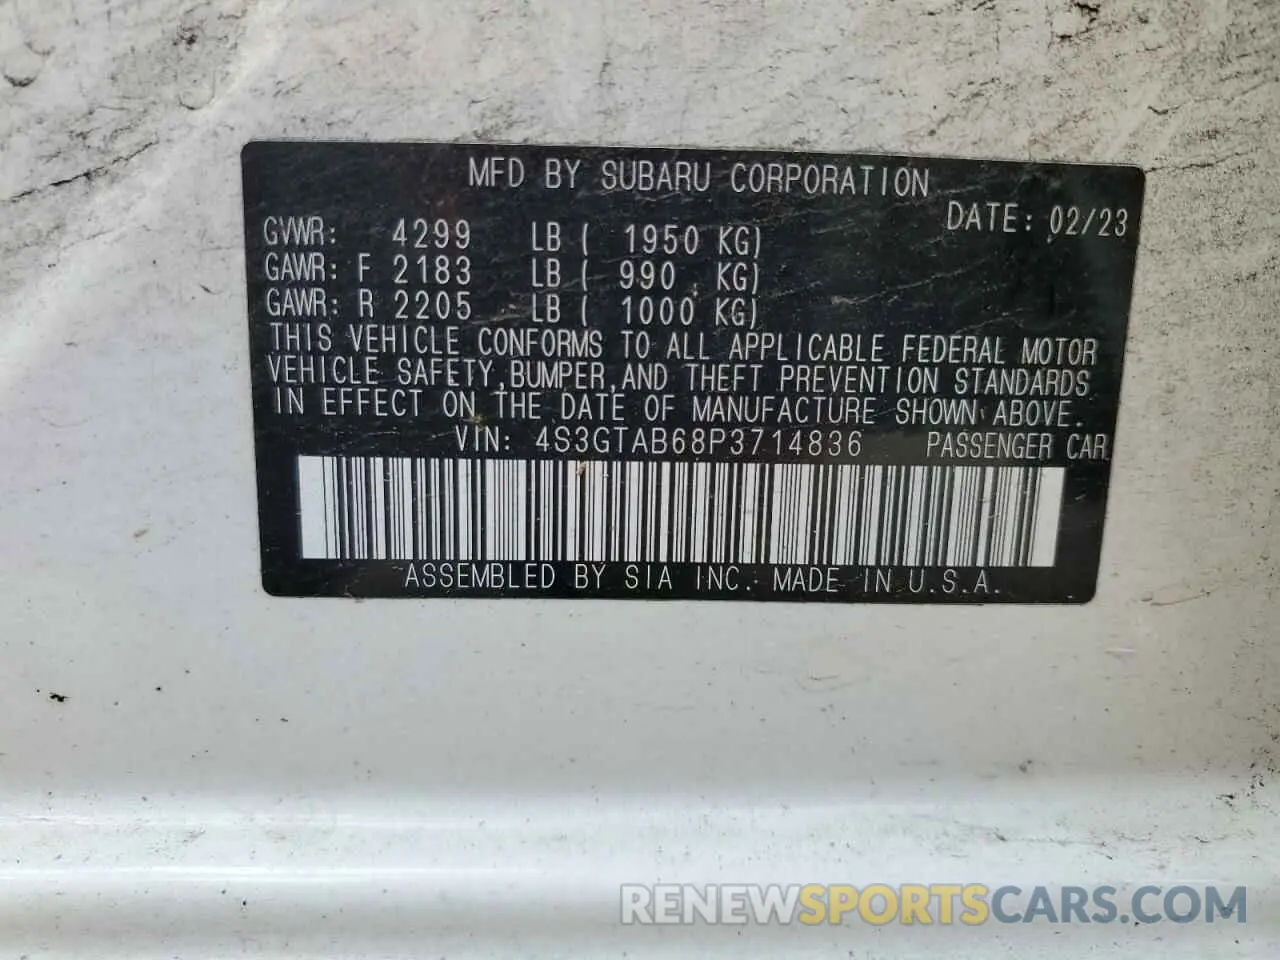 MFD BY SUBARU CORPORATION
DATE: 02/23
GVWR: 4299 LB ( 1950 KG)
GAWR: F 2183 LB ( 990 KG)
GAWR: R 2205 LB ( 1000 KG)
THIS VEHICLE CONFORMS TO ALL APPLICABLE FEDERAL MOTOR
VEHICLE SAFETY,BUMPER,AND THEFT PREVENTION STANDARDS
IN EFFECT ON THE DATE OF MANUFACTURE SHOWN ABOVE.
VIN: 4S3GTAB68P3714836 PASSENGER CAR
ASSEMBLED BY SIA INC. MADE IN U.S.A.
RENEWSPORTSCARS.COM